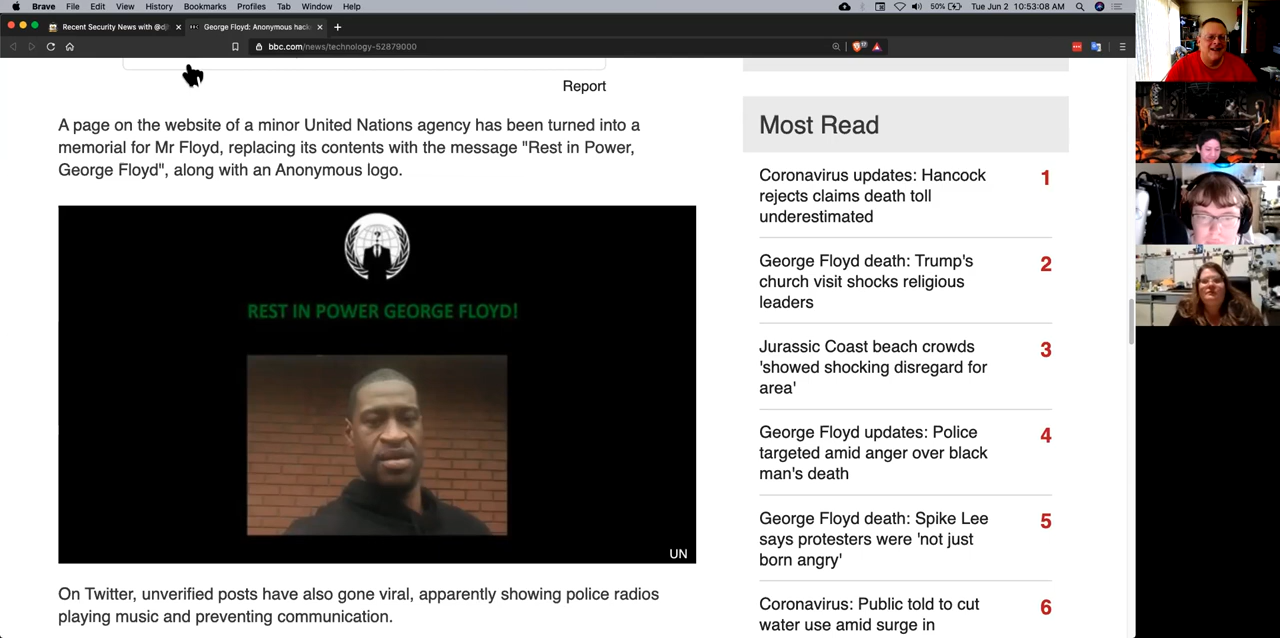 Brave File Edit View History Bookmarks Profiles Tab Window Help
50% Tue Jun 2 10:53:08 AM
Recent Security News with @dj
George Floyd: Anonymous hac
bbc.com/news/technology-52879000
Report
A page on the website of a minor United Nations agency has been turned into a
memorial for Mr Floyd, replacing its contents with the message "Rest in Power,
George Floyd", along with an Anonymous logo.
REST IN POWER GEORGE FLOYD!
UN
On Twitter, unverified posts have also gone viral, apparently showing police radios
playing music and preventing communication.
Most Read
Coronavirus updates: Hancock
rejects claims death toll
underestimated
1
George Floyd death: Trump's
church visit shocks religious
leaders
2
Jurassic Coast beach crowds
'showed shocking disregard for
area'
3
George Floyd updates: Police
targeted amid anger over black
man's death
4
George Floyd death: Spike Lee
says protesters were 'not just
born angry'
5
Coronavirus: Public told to cut
water use amid surge in
6